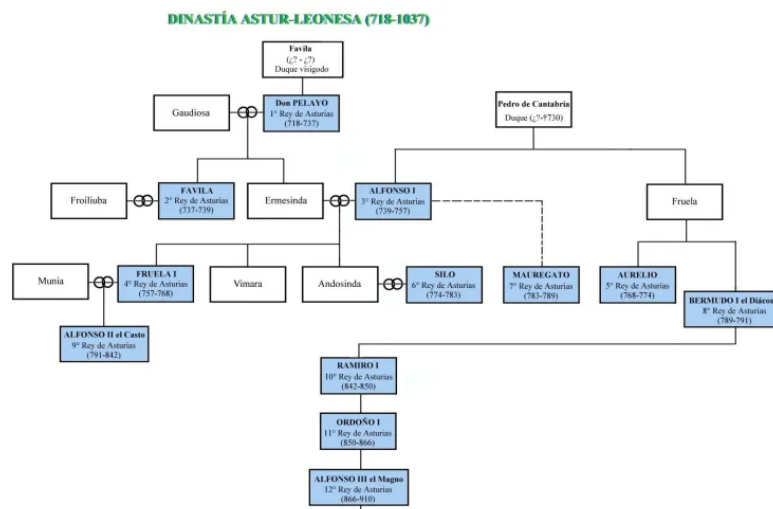 DINASTÍA ASTUR-LEONESA (718-1037)
Favila
(¿? - ¿?)
Duque visigodo
Gaudiosa
Don PELAYO
1º Rey de Asturias
(718-737)
Pedro de Cantabria
Duque (¿?-†730)
Froiliuba
FAVILA
2º Rey de Asturias
(737-739)
Ermesinda
ALFONSO I
3º Rey de Asturias
(739-757)
Fruela
Munia
FRUELA I
4º Rey de Asturias
(757-768)
Vimara
Andosinda
SILO
6º Rey de Asturias
(774-783)
MAUREGATO
7º Rey de Asturias
(783-789)
AURELIO
5º Rey de Asturias
(768-774)
BERMUDO I el Diácon
8º Rey de Asturias
(789-791)
ALFONSO II el Casto
9º Rey de Asturias
(791-842)
RAMIRO I
10º Rey de Asturias
(842-850)
ORDOÑO I
11º Rey de Asturias
(850-866)
ALFONSO III el Magno
12º Rey de Asturias
(866-910)